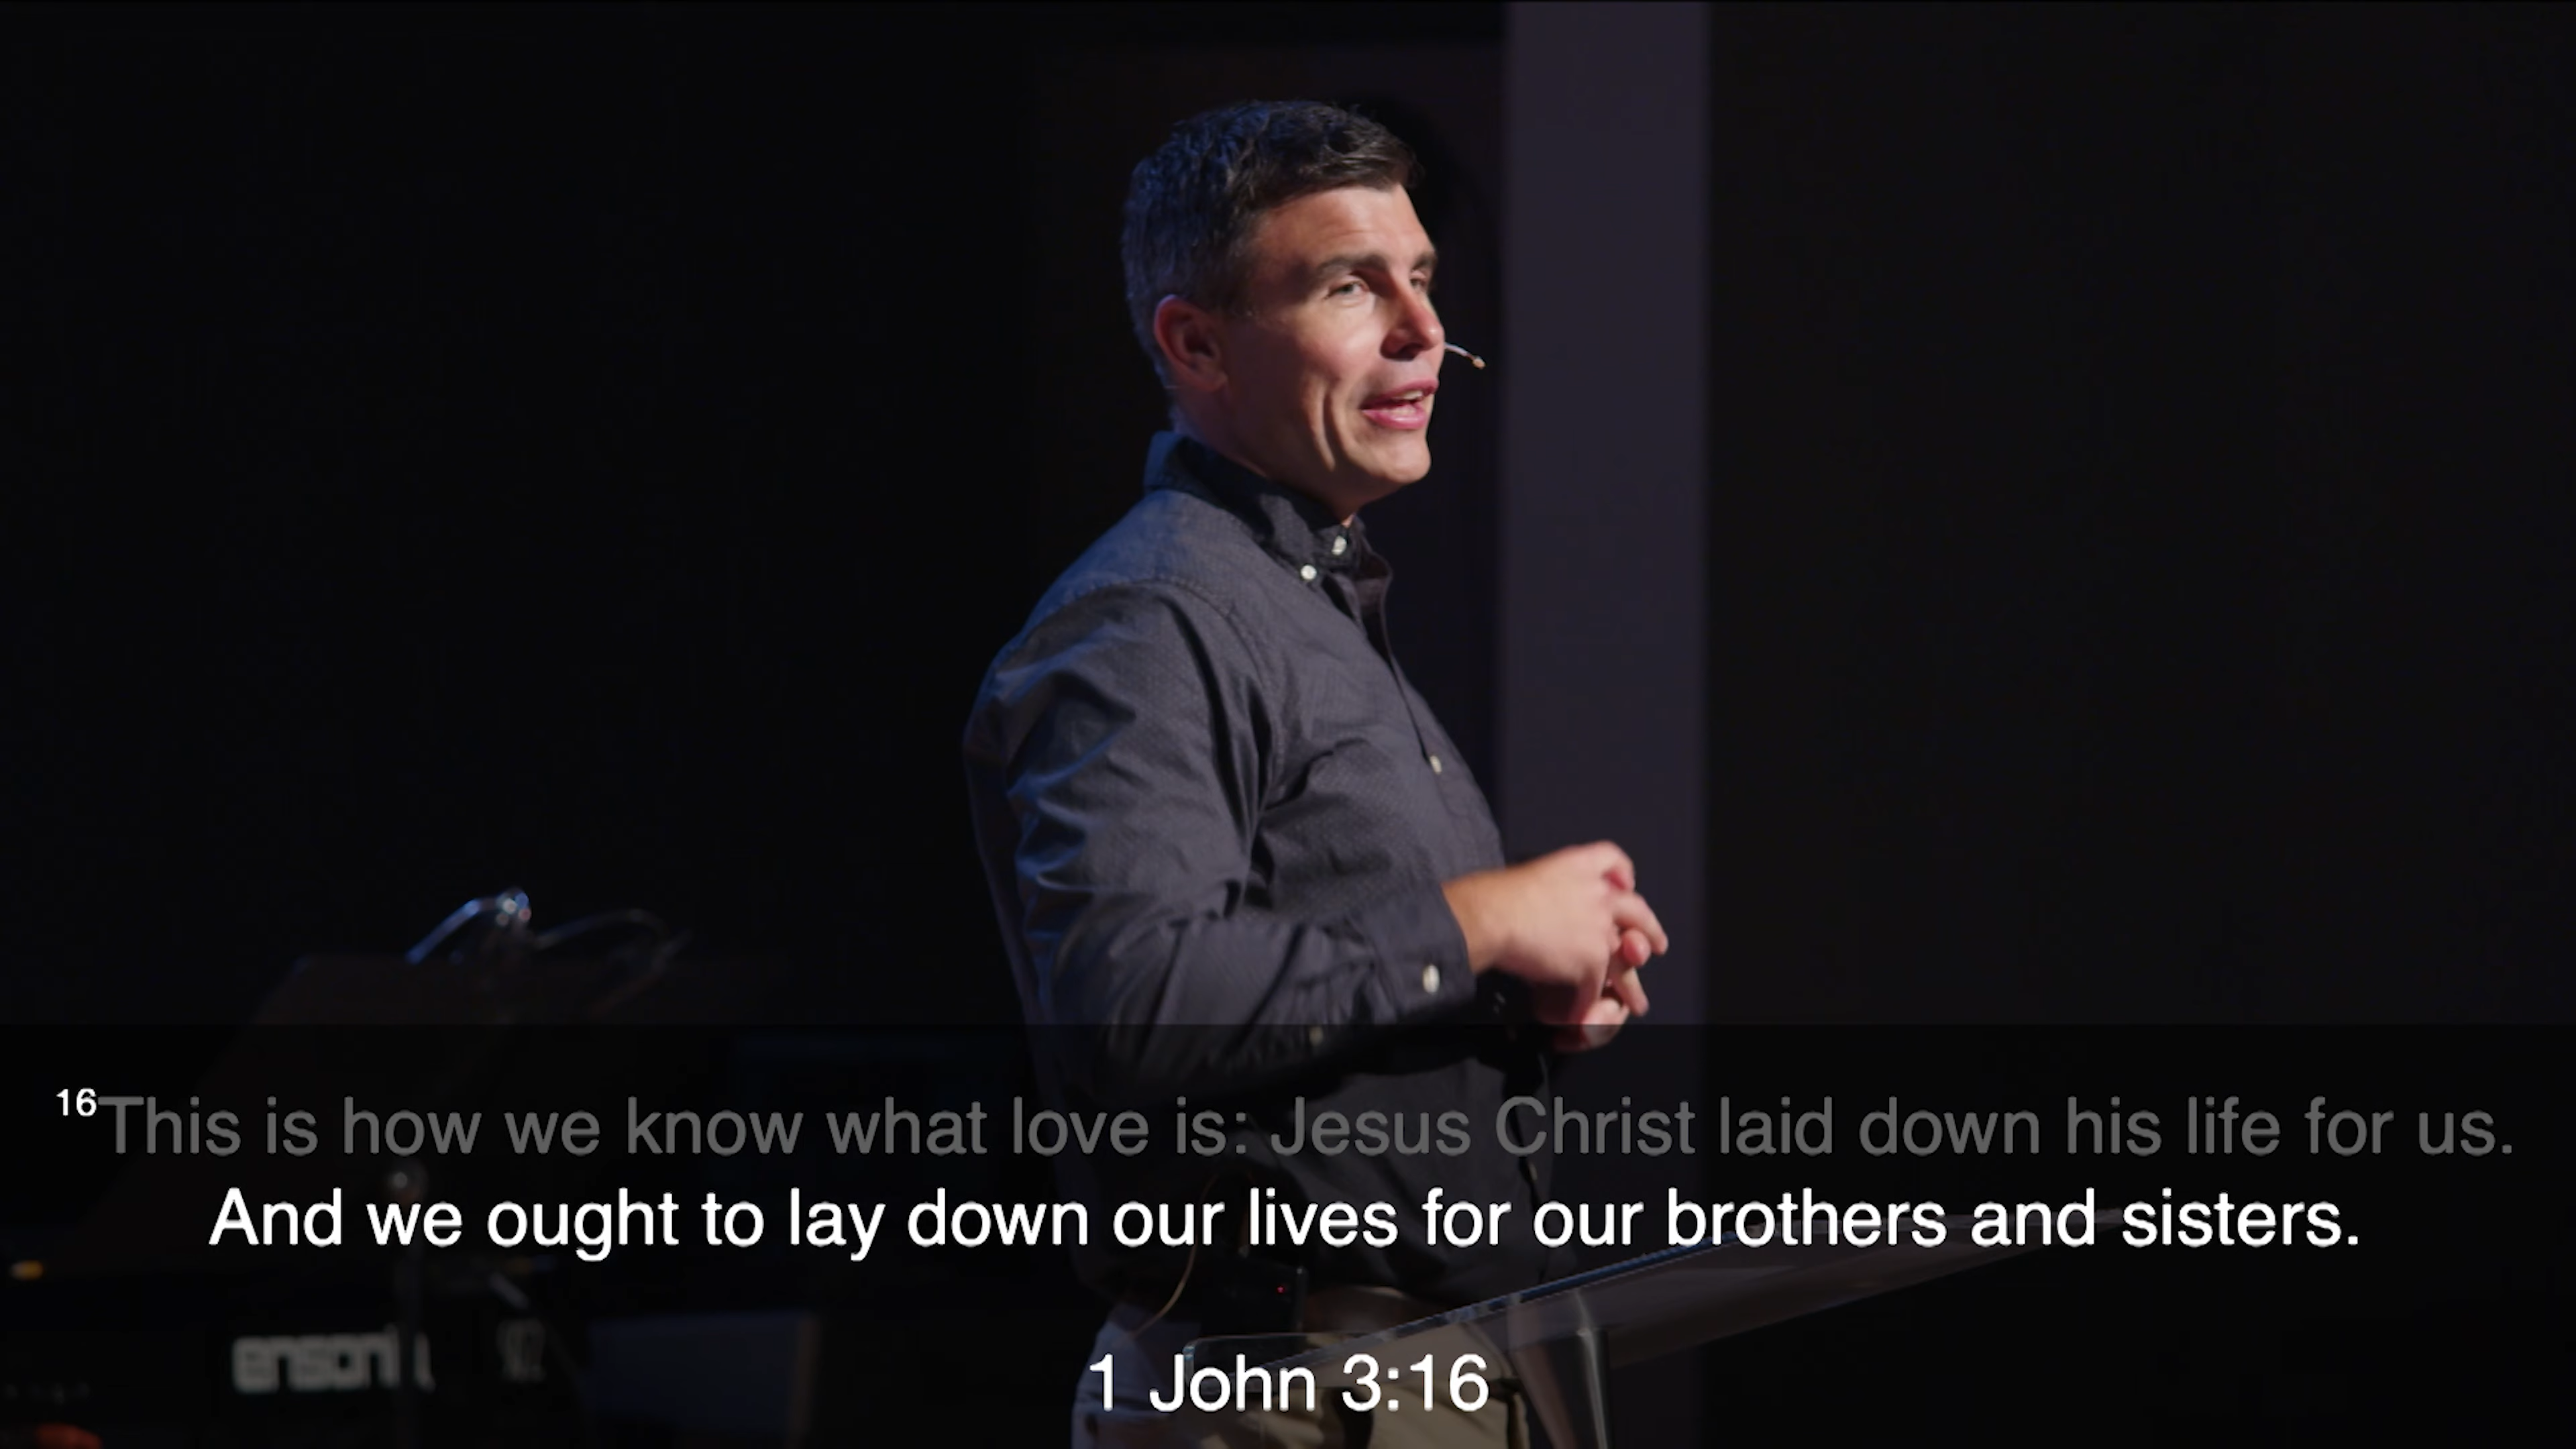 16This is how we know what love is: Jesus Christ laid down his life for us.
And we ought to lay down our lives for our brothers and sisters.
1 John 3:16